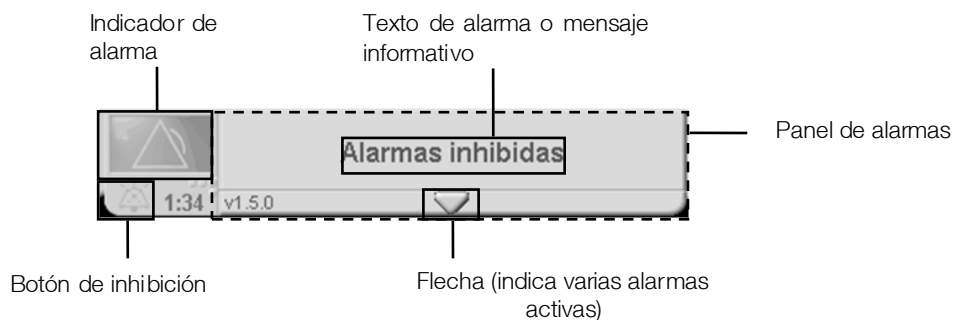 Indicador de
alarma
Texto de alarma o mensaje
informativo
Panel de alarmas
Alarmas inhibidas
1:34
v1.5.0
Botón de inhibición
Flecha (indica varias alarmas
activas)